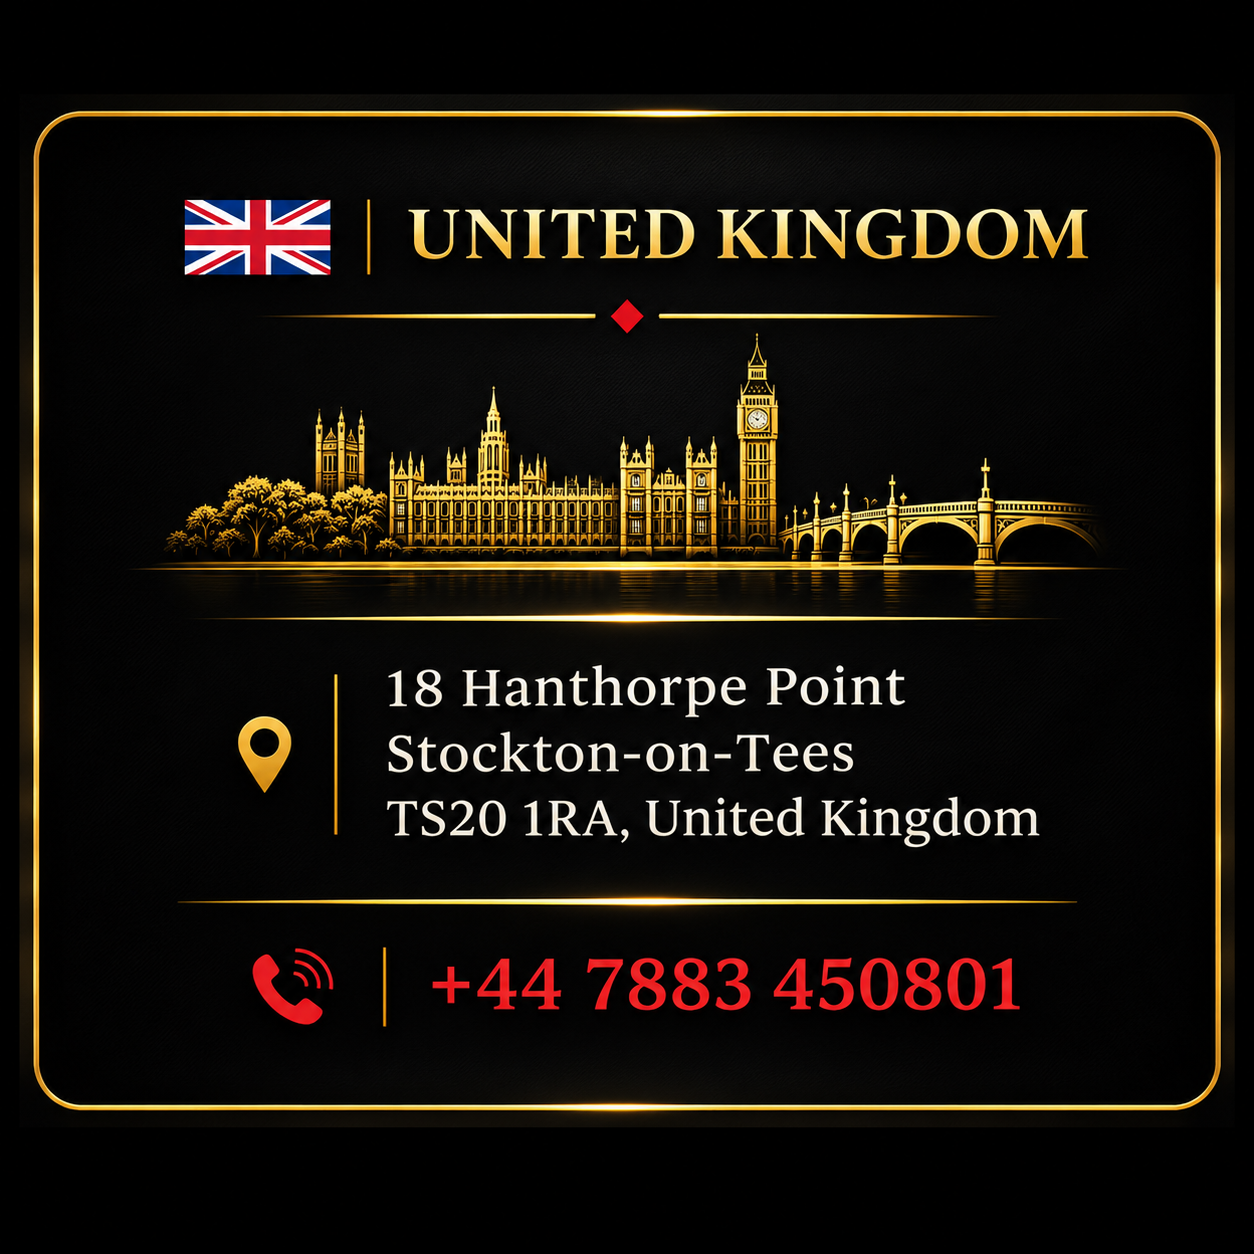 UNITED KINGDOM
18 Hanthorpe Point
Stockton-on-Tees
TS20 1RA, United Kingdom
+44 7883 450801